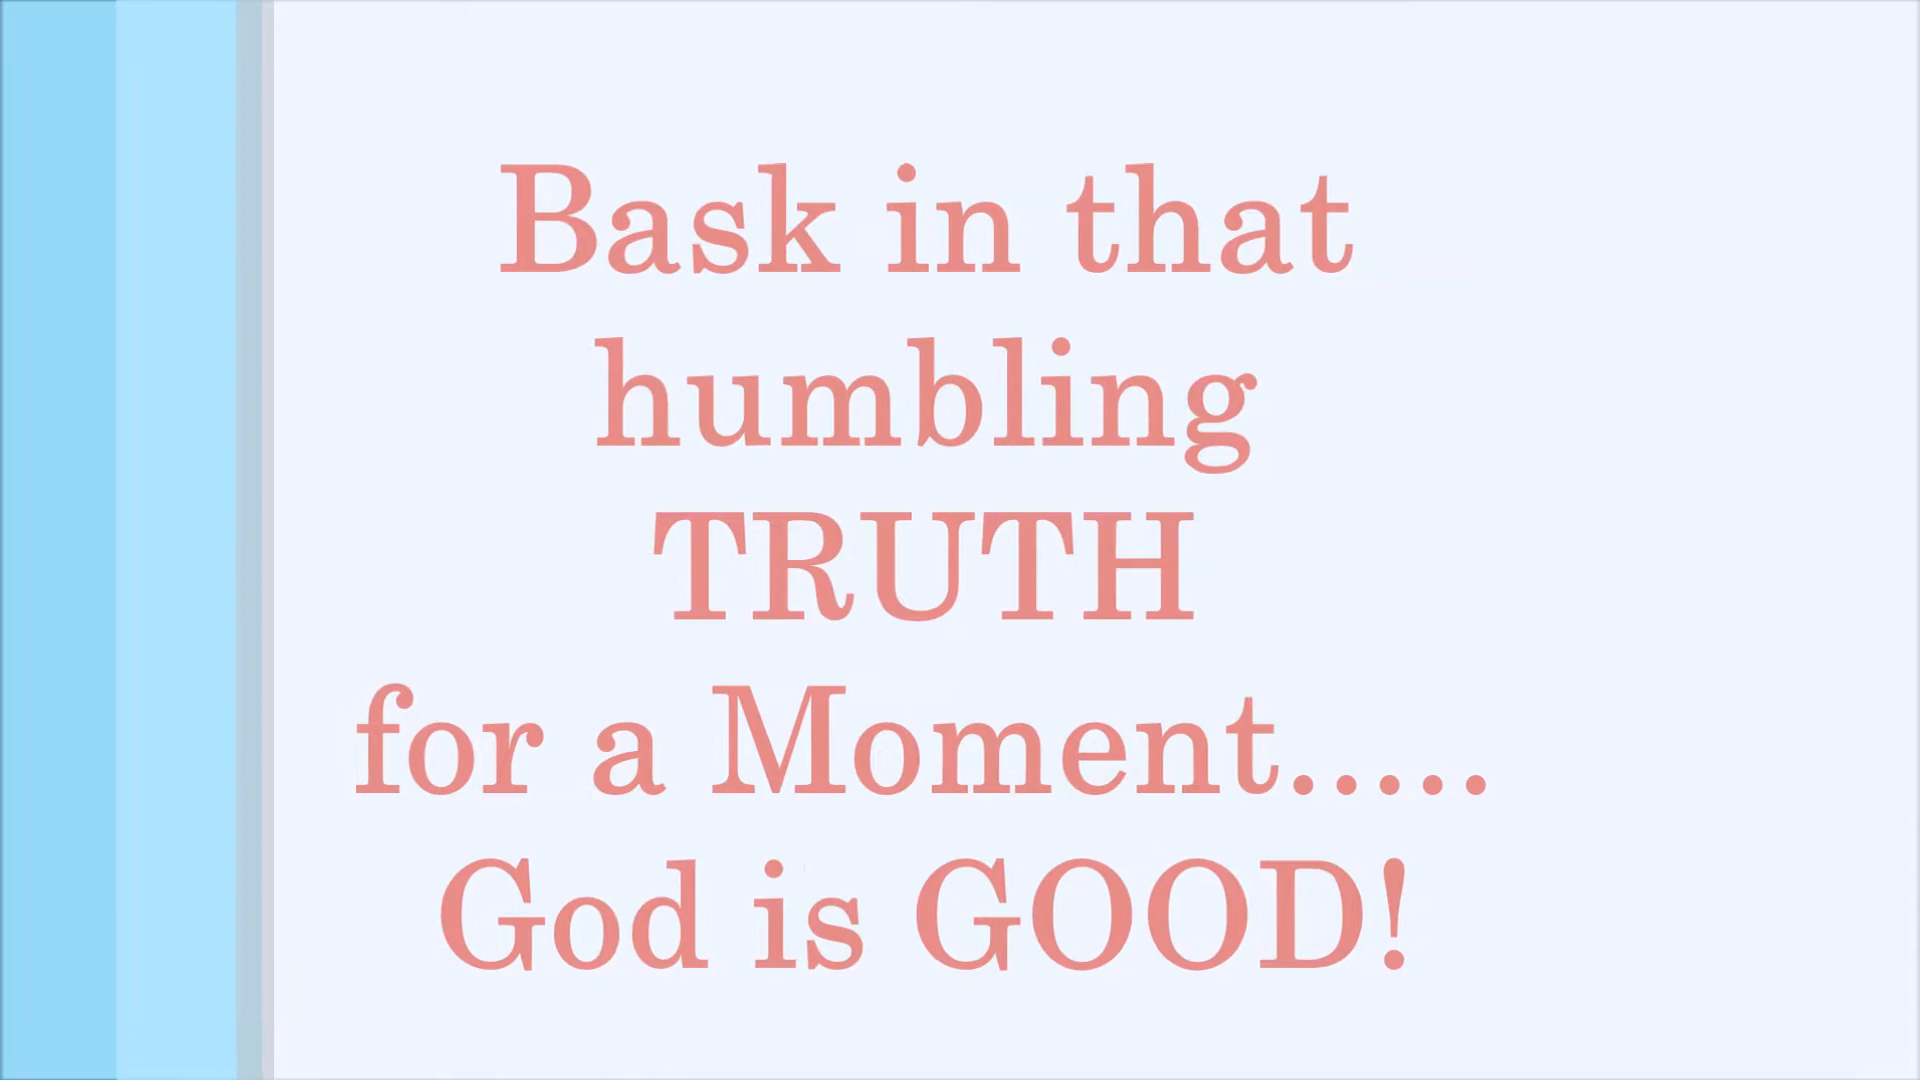 Bask in that
humbling
TRUTH
for a Moment.....
God is GOOD!